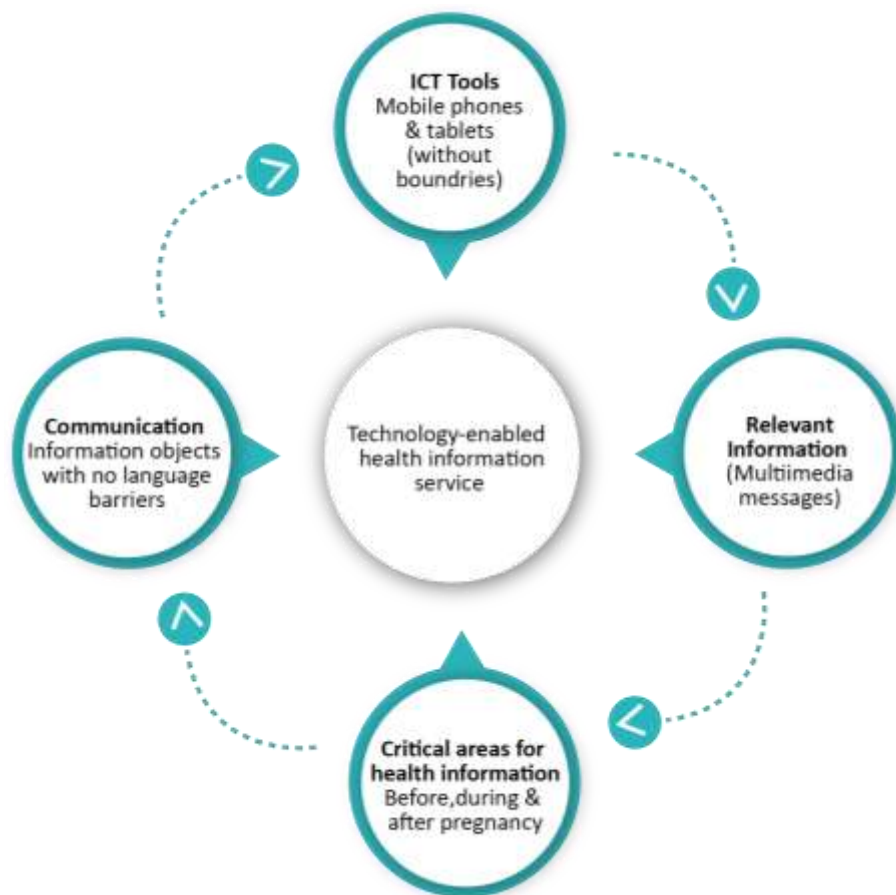 ICT Tools
Mobile phones
& tablets
(without
boundries)
Communication
Information objects
with no language
barriers
Technology-enabled
health information
service
Relevant
Information
(Multiimedia
messages)
Critical areas for
health information
Before,during &
after pregnancy